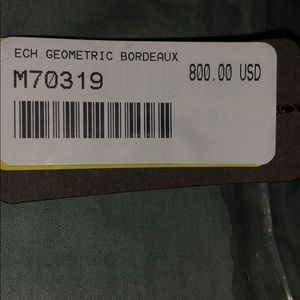 ECH GEOMETRIC BORDEAUX
M70319
800.00 USD